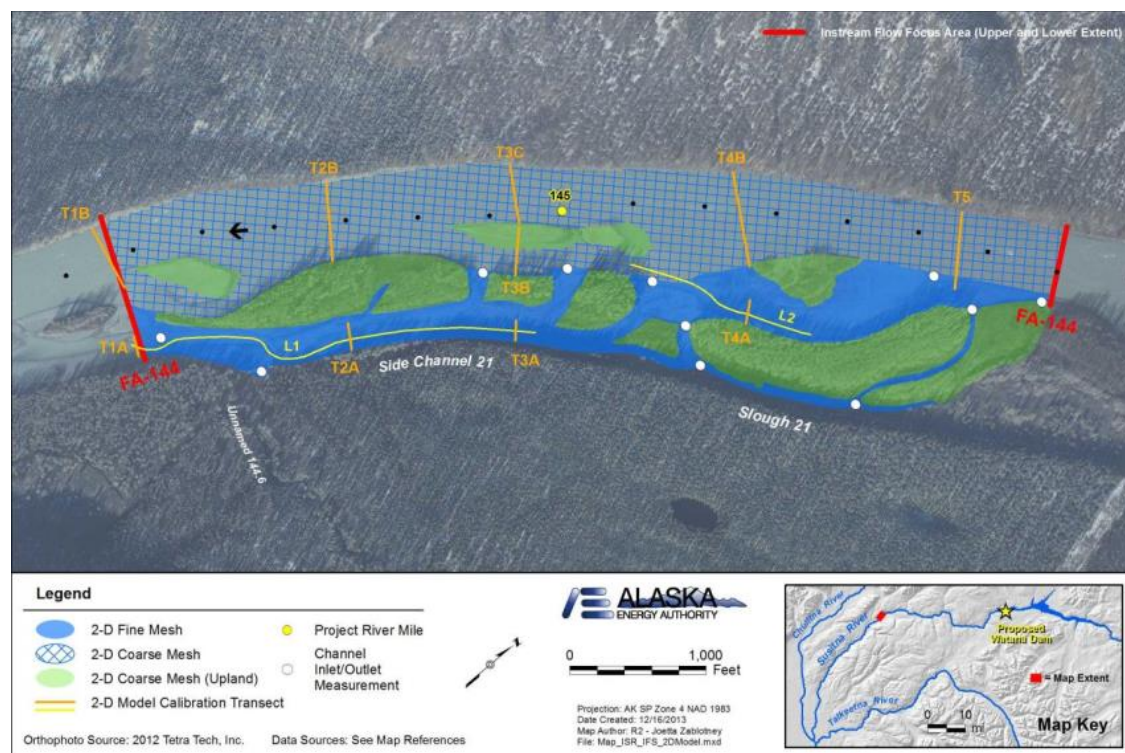 Instream Flow Focus Area (Upper and Lower Extent)
T3C
T4B
T2B
145
T5
T1B
T3B
FA-144
L2
T4A
L1
T1A
T2A
T3A
FA-144
Side Channel 21
Slough 21
Unnamed 144.6
Legend
2-D Fine Mesh
2-D Coarse Mesh
2-D Coarse Mesh (Upland)
2-D Model Calibration Transect
Project River Mile
Channel
Inlet/Outlet
Measurement
Orthophoto Source: 2012 Tetra Tech, Inc.
Data Sources: See Map References
ALASKA
ENERGY AUTHORITY
0
1,000
Feet
Projection: AK SP Zone 4 NAD 1983
Date Created: 12/16/2013
Map Author: R2 - Joetta Zablotney
File: Map_ISR_IFS_2DModel.mxd
Chulitna River
Susitna River
Talkeetna River
Proposed
Watana Dam
= Map Extent
0 10
mi
Map Key